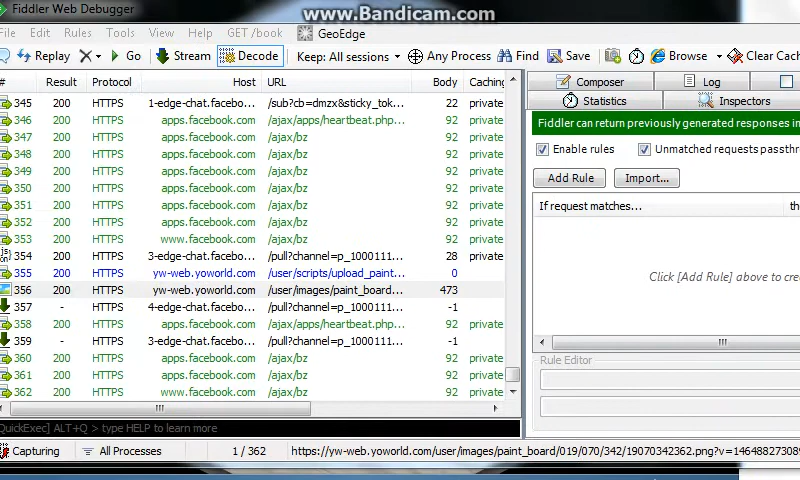 Fiddler Web Debugger
www.Bandicam.com
File Edit Rules Tools View Help GET /book GeoEdge
Replay Go Stream Decode Keep: All sessions Any Process Find Save Browse Clear Cach
# Result Protocol Host URL Body Caching
345 200 HTTPS 1-edge-chat.facebo... /sub?cb=dmzx&sticky_tok... 22 private
346 200 HTTPS apps.facebook.com /ajax/apps/heartbeat.php... 92 private
347 200 HTTPS apps.facebook.com /ajax/bz 92 private
348 200 HTTPS apps.facebook.com /ajax/bz 92 private
349 200 HTTPS apps.facebook.com /ajax/bz 92 private
350 200 HTTPS apps.facebook.com /ajax/bz 92 private
351 200 HTTPS apps.facebook.com /ajax/bz 92 private
352 200 HTTPS apps.facebook.com /ajax/bz 92 private
353 200 HTTPS www.facebook.com /ajax/bz 92 private
354 200 HTTPS 3-edge-chat.facebo... /pull?channel=p_1000111... 28 private
355 200 HTTPS yw-web.yoworld.com /user/scripts/upload_paint... 0
356 200 HTTPS yw-web.yoworld.com /user/images/paint_board... 473
357 - HTTPS 4-edge-chat.facebo... /pull?channel=p_1000111... -1
358 200 HTTPS apps.facebook.com /ajax/apps/heartbeat.php... 92 private
359 - HTTPS 3-edge-chat.facebo... /pull?channel=p_1000111... -1
360 200 HTTPS apps.facebook.com /ajax/bz 92 private
361 200 HTTPS apps.facebook.com /ajax/bz 92 private
362 200 HTTPS www.facebook.com /ajax/bz 92 private
QuickExec] ALT+Q > type HELP to learn more
Capturing All Processes 1 / 362 https://yw-web.yoworld.com/user/images/paint_board/019/070/342/19070342362.png?v=146488273089
Composer Log
Statistics Inspectors
Fiddler can return previously generated responses in
Enable rules Unmatched requests passthr
Add Rule Import...
If request matches... the
Click [Add Rule] above to crea
Rule Editor